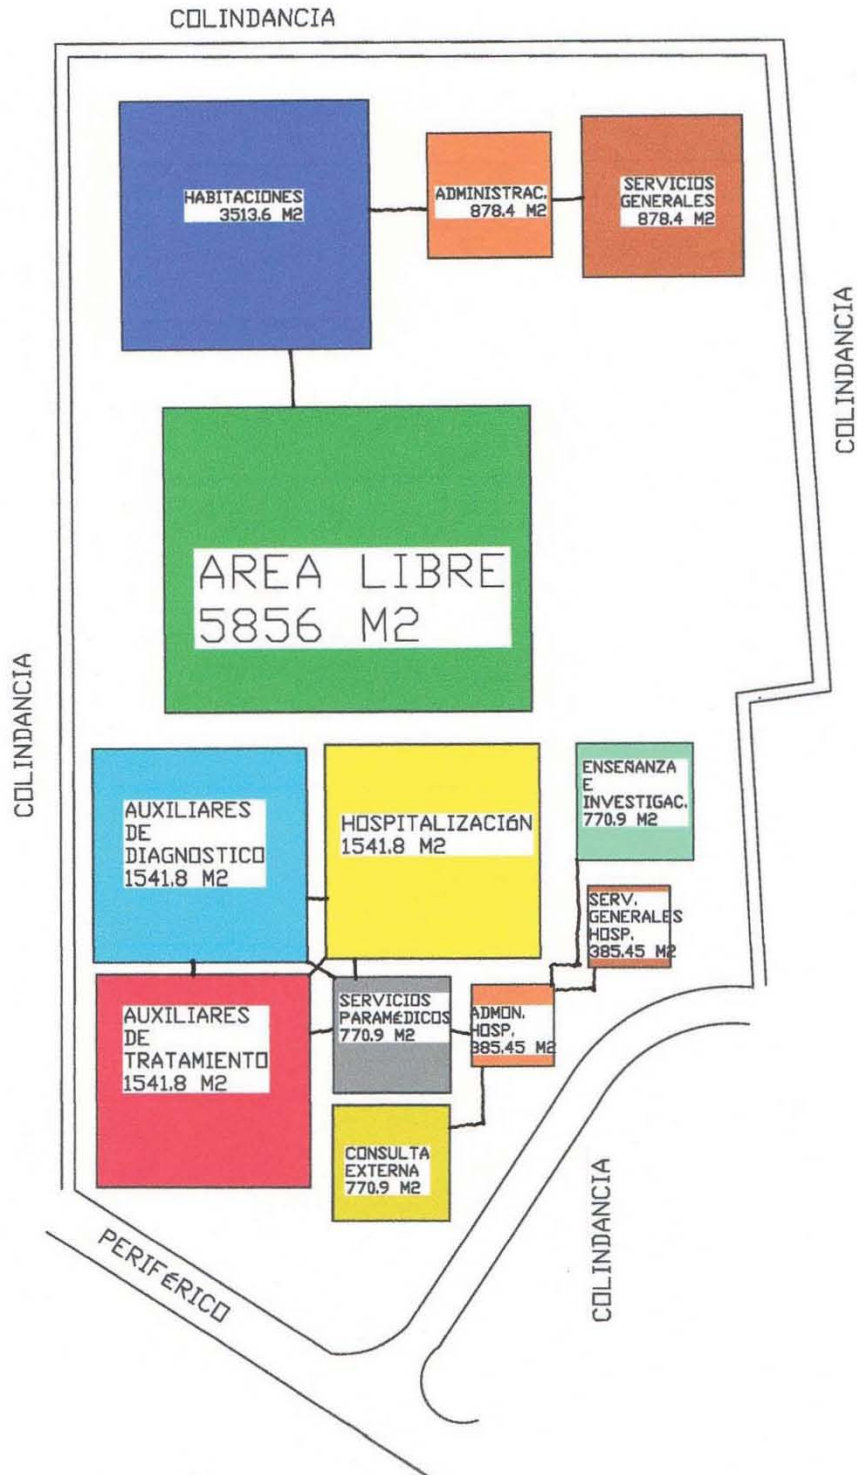 COLINDANCIA
HABITACIONES
3513.6 M2
ADMINISTRAC.
878.4 M2
SERVICIOS
GENERALES
878.4 M2
COLINDANCIA
AREA LIBRE
5856 M2
COLINDANCIA
AUXILIARES
DE
DIAGNOSTICO
1541.8 M2
HOSPITALIZACIÓN
1541.8 M2
ENSEÑANZA
E
INVESTIGAC.
770.9 M2
SERV.
GENERALES
HOSP.
385.45 M2
AUXILIARES
DE
TRATAMIENTO
1541.8 M2
SERVICIOS
PARAMÉDICOS
770.9 M2
ADMON.
HOSP.
385.45 M2
CONSULTA
EXTERNA
770.9 M2
COLINDANCIA
PERIFÉRICO